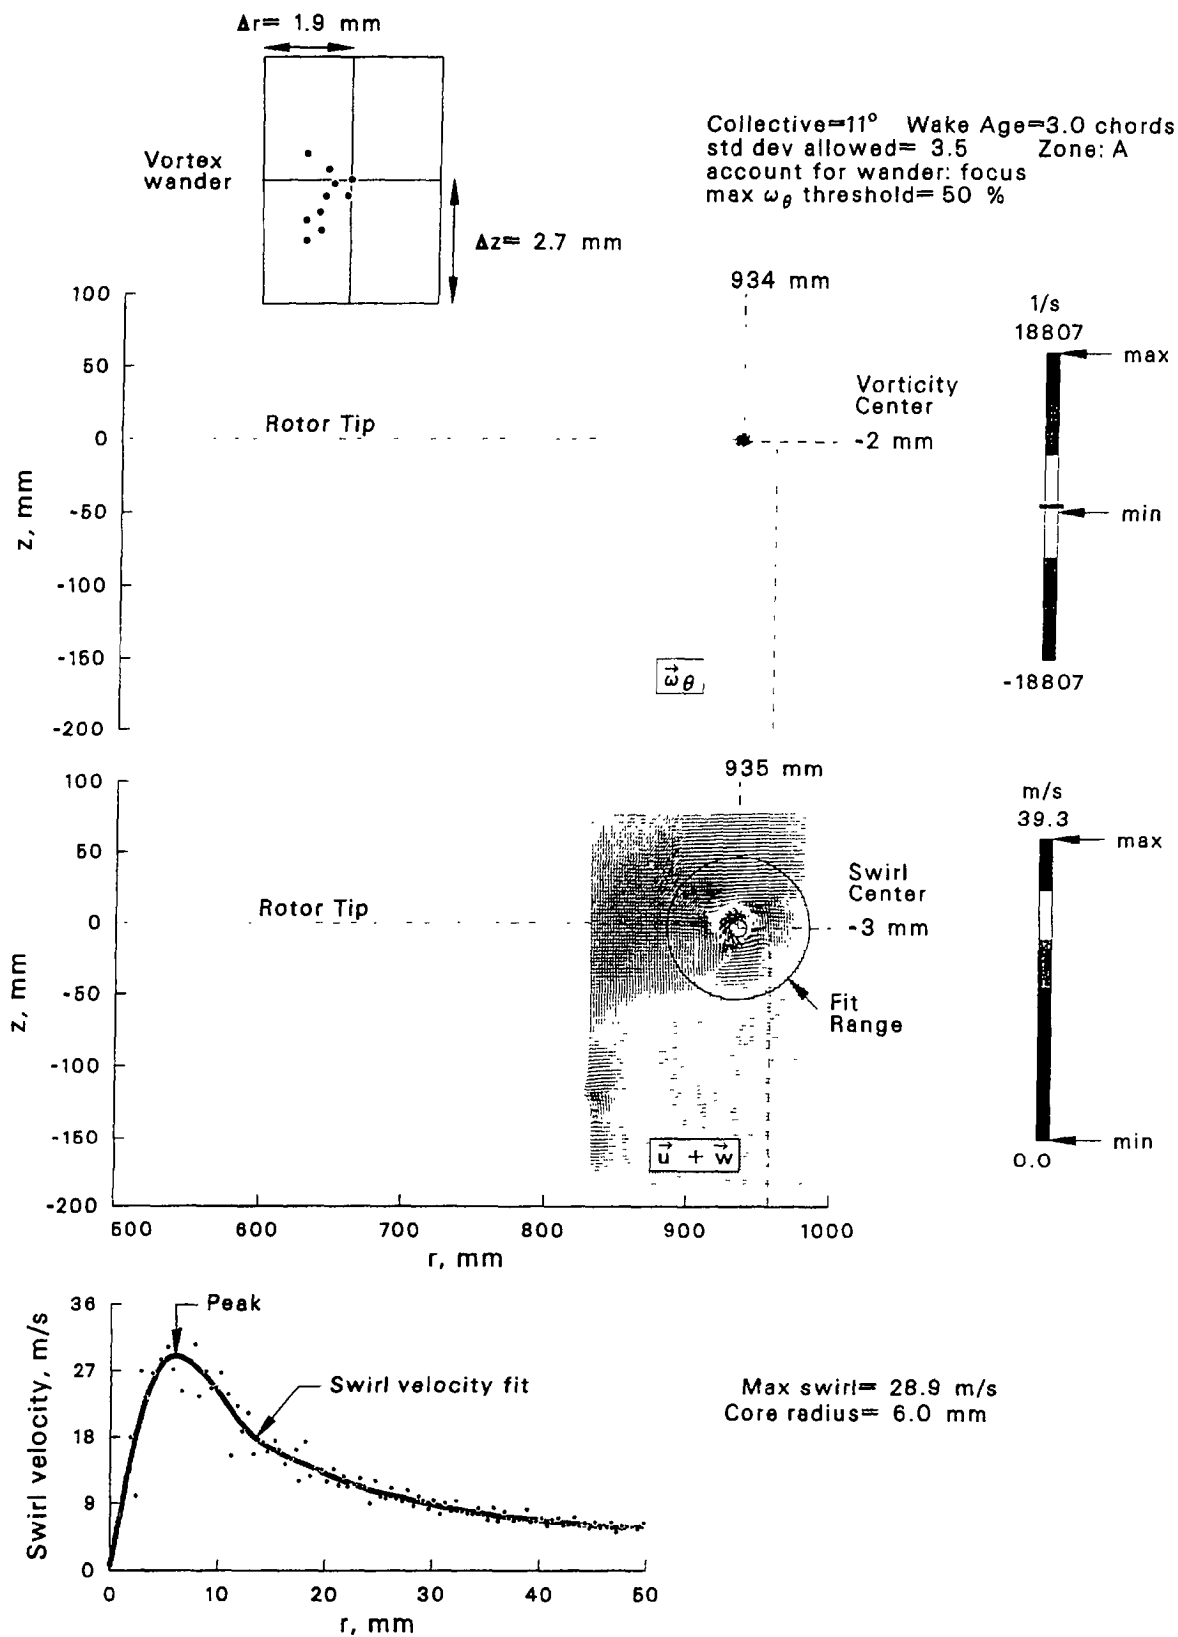 Δr= 1.9 mm
Vortex
wander
Δz= 2.7 mm
Collective=11° Wake Age=3.0 chords
std dev allowed= 3.5 Zone: A
account for wander: focus
max ωθ threshold= 50 %
934 mm
100
50
0
-50
-100
-150
-200
z, mm
Rotor Tip
Vorticity
Center
-2 mm
ωθ
1/s
18807
max
min
-18807
935 mm
100
50
0
-50
-100
-150
-200
z, mm
Rotor Tip
Swirl
Center
-3 mm
Fit
Range
u + w
m/s
39.3
max
min
0.0
500 600 700 800 900 1000
r, mm
36
27
18
9
0
Swirl velocity, m/s
Peak
Swirl velocity fit
Max swirl= 28.9 m/s
Core radius= 6.0 mm
0 10 20 30 40 50
r, mm